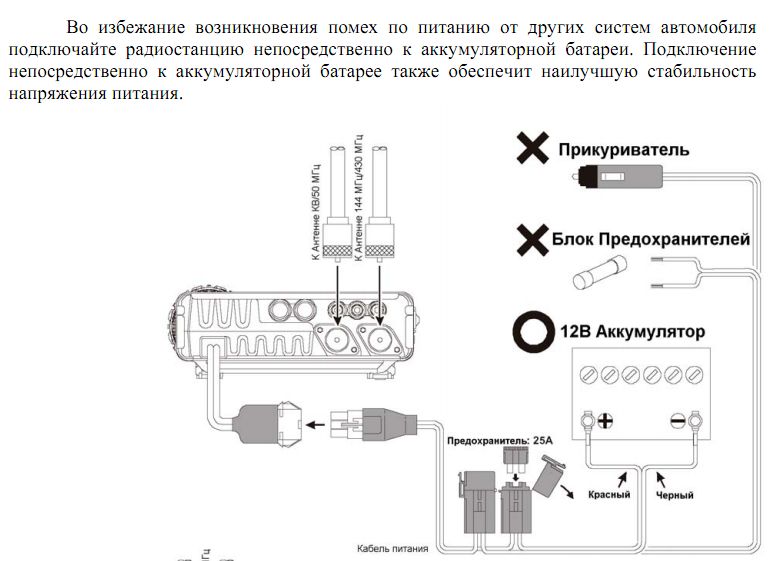 Во избежание возникновения помех по питанию от других систем автомобиля
подключайте радиостанцию непосредственно к аккумуляторной батареи. Подключение
непосредственно к аккумуляторной батарее также обеспечит наилучшую стабильность
напряжения питания.
К Антенне КВ/50 МГц
К Антенне 144 МГц/430 МГц
Прикуриватель
Блок Предохранителей
12В Аккумулятор
Предохранитель: 25А
Красный
Черный
Кабель питания